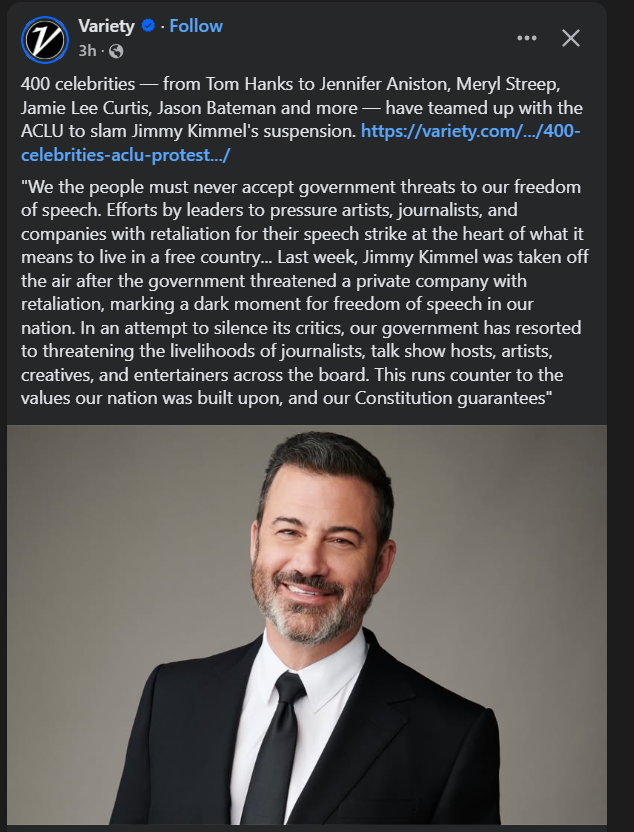 Variety · Follow
3h ·
400 celebrities — from Tom Hanks to Jennifer Aniston, Meryl Streep,
Jamie Lee Curtis, Jason Bateman and more — have teamed up with the
ACLU to slam Jimmy Kimmel's suspension. https://variety.com/.../400-
celebrities-aclu-protest.../
"We the people must never accept government threats to our freedom
of speech. Efforts by leaders to pressure artists, journalists, and
companies with retaliation for their speech strike at the heart of what it
means to live in a free country... Last week, Jimmy Kimmel was taken off
the air after the government threatened a private company with
retaliation, marking a dark moment for freedom of speech in our
nation. In an attempt to silence its critics, our government has resorted
to threatening the livelihoods of journalists, talk show hosts, artists,
creatives, and entertainers across the board. This runs counter to the
values our nation was built upon, and our Constitution guarantees"